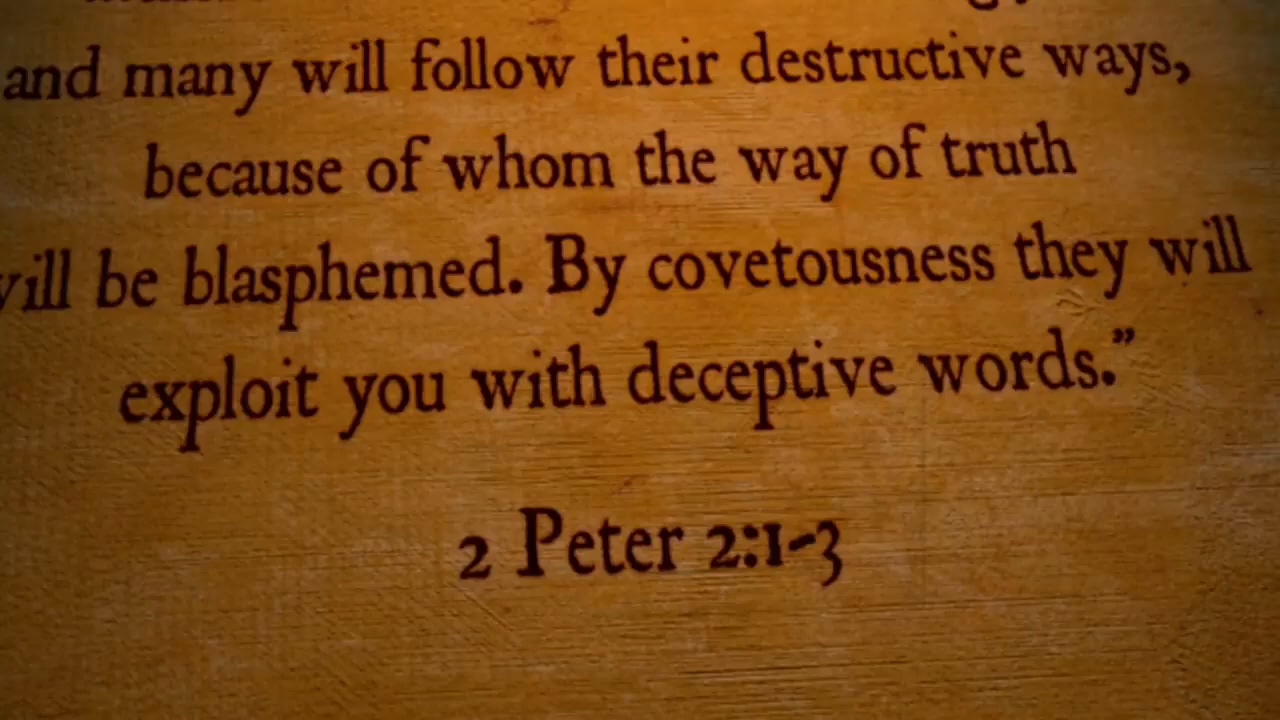 and many will follow their destructive ways,
because of whom the way of truth
will be blasphemed. By covetousness they will
exploit you with deceptive words.”
2 Peter 2:1-3